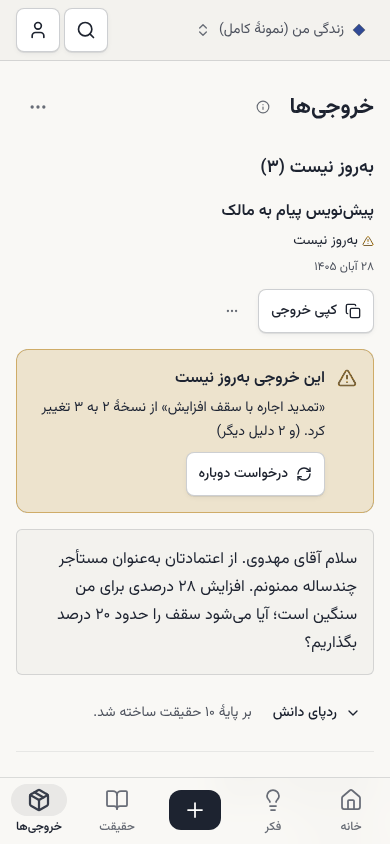 زندگی من (نمونهٔ کامل)
خروجی‌ها
به‌روز نیست (۳)
پیش‌نویس پیام به مالک
به‌روز نیست
۲۸ آبان ۱۴۰۵
کپی خروجی
این خروجی به‌روز نیست
«تمدید اجاره با سقف افزایش» از نسخهٔ ۲ به ۳ تغییر
کرد. (و ۲ دلیل دیگر)
درخواست دوباره
سلام آقای مهدوی. از اعتمادتان به‌عنوان مستأجر
چندساله ممنونم. افزایش ۲۸ درصدی برای من
سنگین است؛ آیا می‌شود سقف را حدود ۲۰ درصد
بگذاریم؟
ردپای دانش بر پایهٔ ۱۰ حقیقت ساخته شد.
خانه فکر حقیقت خروجی‌ها